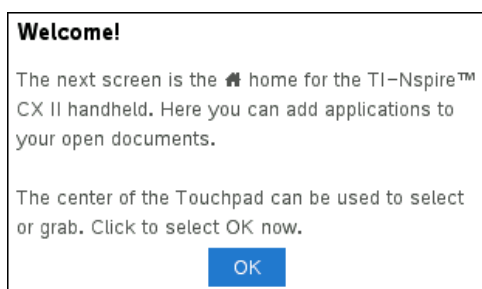 Welcome!
The next screen is the home for the TI-Nspire™
CX II handheld. Here you can add applications to
your open documents.
The center of the Touchpad can be used to select
or grab. Click to select OK now.
OK